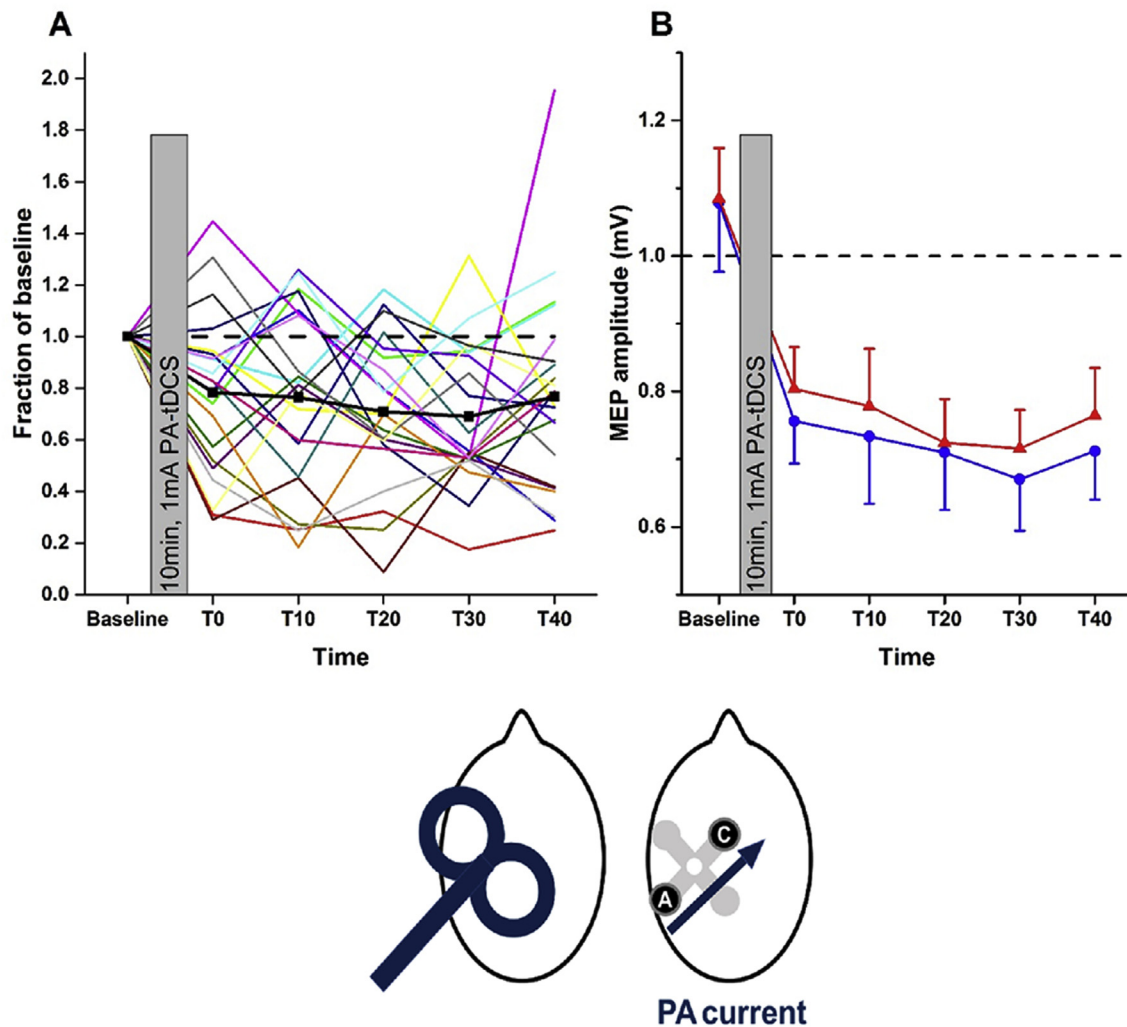 A
Fraction of baseline
2.0
1.8
1.6
1.4
1.2
1.0
0.8
0.6
0.4
0.2
0.0
10min, 1mA PA-tDCS
Baseline T0 T10 T20 T30 T40
Time
B
MEP amplitude (mV)
1.2
1.0
0.8
0.6
10min, 1mA PA-tDCS
Baseline T0 T10 T20 T30 T40
Time
C
A
PA current